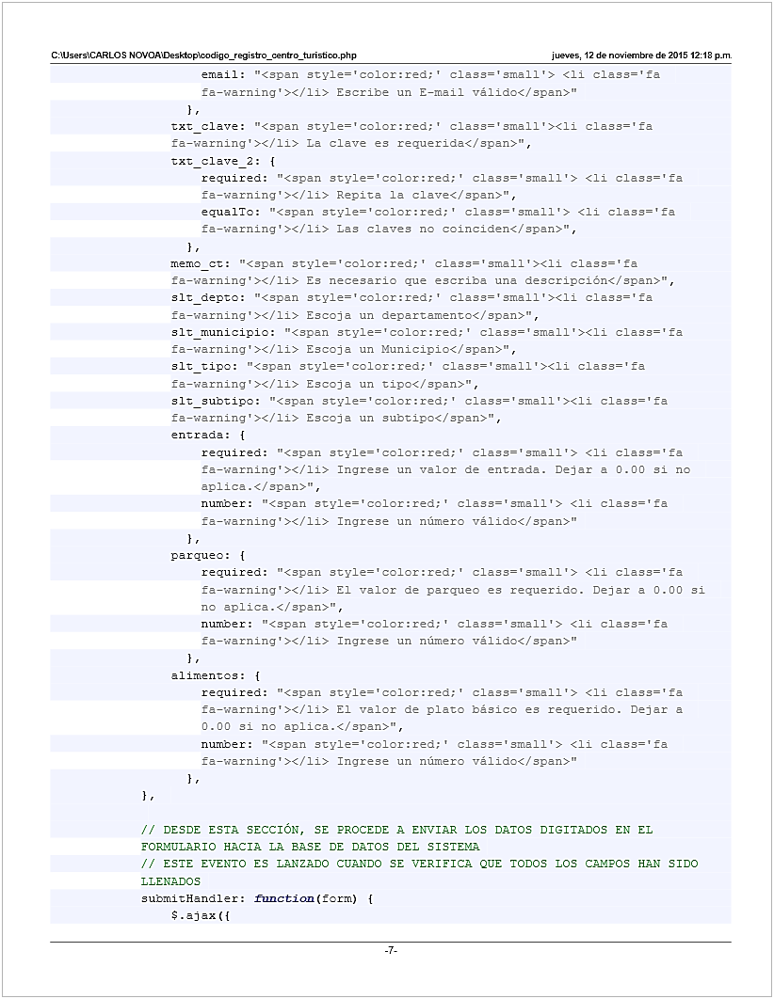 C:\Users\CARLOS NOVOA\Desktop\codigo_registro_centro_turistico.php jueves, 12 de noviembre de 2015 12:18 p.m.
email: "<span style='color:red;' class='small'> <li class='fa
fa-warning'></li> Escribe un E-mail válido</span>"
},
txt_clave: "<span style='color:red;' class='small'><li class='fa
fa-warning'></li> La clave es requerida</span>",
txt_clave_2: {
required: "<span style='color:red;' class='small'> <li class='fa
fa-warning'></li> Repita la clave</span>",
equalTo: "<span style='color:red;' class='small'> <li class='fa
fa-warning'></li> Las claves no coinciden</span>",
},
memo_ct: "<span style='color:red;' class='small'><li class='fa
fa-warning'></li> Es necesario que escriba una descripción</span>",
slt_depto: "<span style='color:red;' class='small'><li class='fa
fa-warning'></li> Escoja un departamento</span>",
slt_municipio: "<span style='color:red;' class='small'><li class='fa
fa-warning'></li> Escoja un Municipio</span>",
slt_tipo: "<span style='color:red;' class='small'><li class='fa
fa-warning'></li> Escoja un tipo</span>",
slt_subtipo: "<span style='color:red;' class='small'><li class='fa
fa-warning'></li> Escoja un subtipo</span>",
entrada: {
required: "<span style='color:red;' class='small'> <li class='fa
fa-warning'></li> Ingrese un valor de entrada. Dejar a 0.00 si no
aplica.</span>",
number: "<span style='color:red;' class='small'> <li class='fa
fa-warning'></li> Ingrese un número válido</span>"
},
parqueo: {
required: "<span style='color:red;' class='small'> <li class='fa
fa-warning'></li> El valor de parqueo es requerido. Dejar a 0.00 si
no aplica.</span>",
number: "<span style='color:red;' class='small'> <li class='fa
fa-warning'></li> Ingrese un número válido</span>"
},
alimentos: {
required: "<span style='color:red;' class='small'> <li class='fa
fa-warning'></li> El valor de plato básico es requerido. Dejar a
0.00 si no aplica.</span>",
number: "<span style='color:red;' class='small'> <li class='fa
fa-warning'></li> Ingrese un número válido</span>"
},
},
// DESDE ESTA SECCIÓN, SE PROCEDE A ENVIAR LOS DATOS DIGITADOS EN EL
FORMULARIO HACIA LA BASE DE DATOS DEL SISTEMA
// ESTE EVENTO ES LANZADO CUANDO SE VERIFICA QUE TODOS LOS CAMPOS HAN SIDO
LLENADOS
submitHandler: function(form) {
$.ajax({
-7-